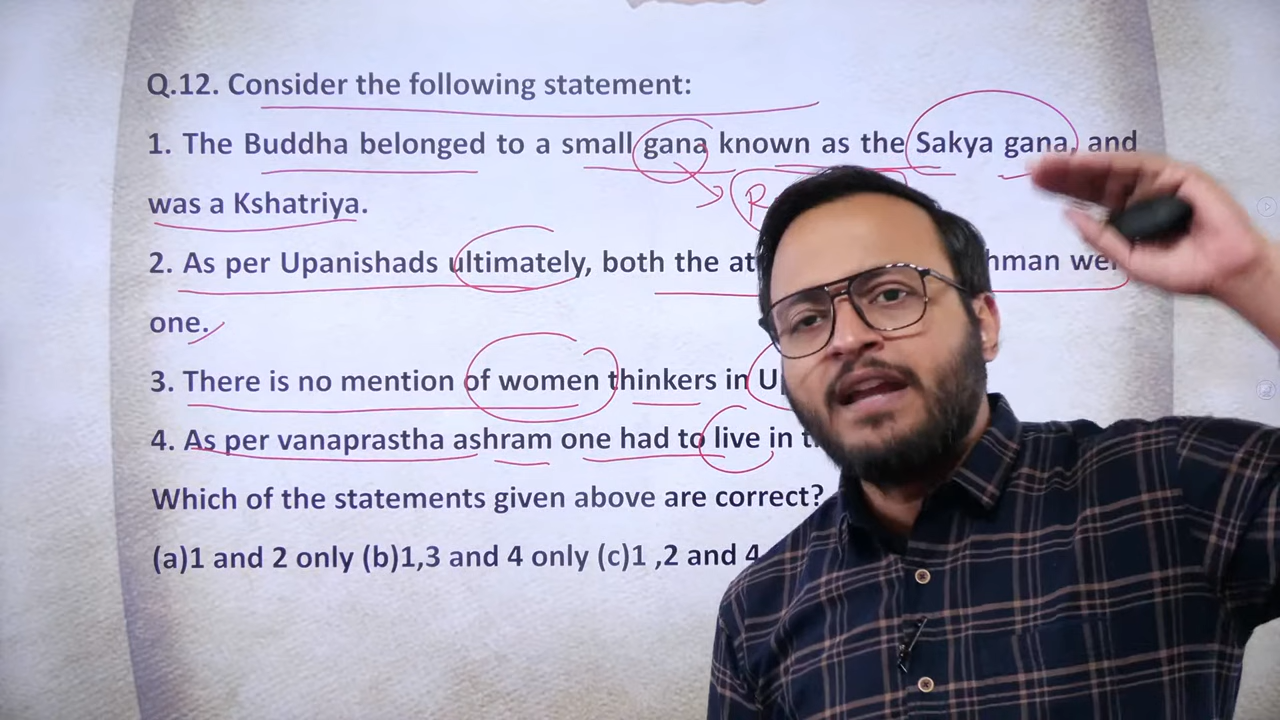 Q.12. Consider the following statement:
1. The Buddha belonged to a small gana known as the Sakya gana, and
R
was a Kshatriya.
2. As per Upanishads ultimately, both the
one.
3. There is no mention of women thinkers in
4. As per vanaprastha ashram one had to live in
Which of the statements given above are correct?
(a)1 and 2 only (b)1,3 and 4 only (c)1 ,2 and 4